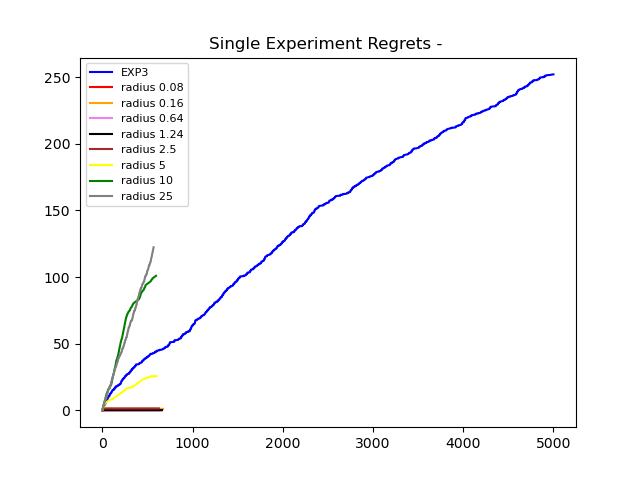 Single Experiment Regrets -
EXP3
radius 0.08
radius 0.16
radius 0.64
radius 1.24
radius 2.5
radius 5
radius 10
radius 25
250
200
150
100
50
0
0 1000 2000 3000 4000 5000